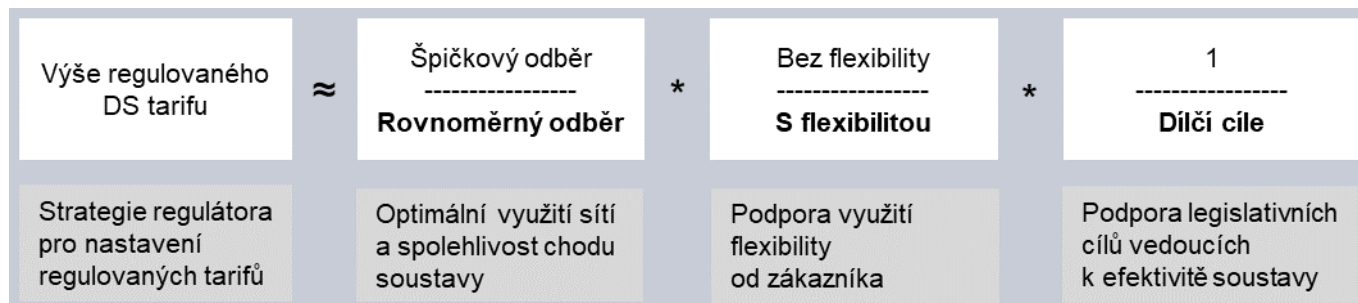 Výše regulovaného
DS tarifu
≈
Špičkový odběr
-----------------
Rovnoměrný odběr
*
Bez flexibility
-----------------
S flexibilitou
*
1
-----------------
Dílčí cíle
Strategie regulátora
pro nastavení
regulovaných tarifů
Optimální využití sítí
a spolehlivost chodu
soustavy
Podpora využití
flexibility
od zákazníka
Podpora legislativních
cílů vedoucích
k efektivitě soustavy